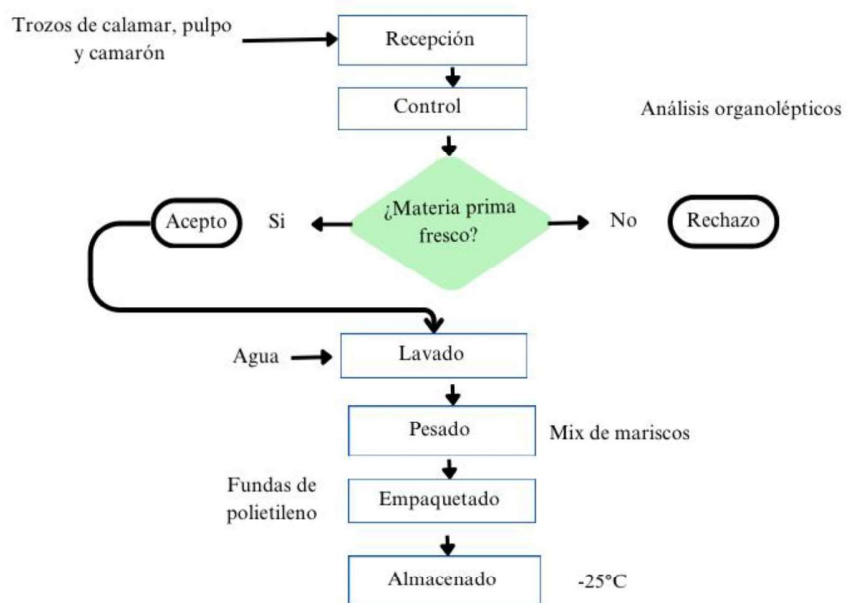 Trozos de calamar, pulpo
y camarón
Recepción
Control
Análisis organolépticos
¿Materia prima
fresco?
Acepto
Si
No
Rechazo
Agua
Lavado
Pesado
Mix de mariscos
Fundas de
polietileno
Empaquetado
Almacenado
-25°C